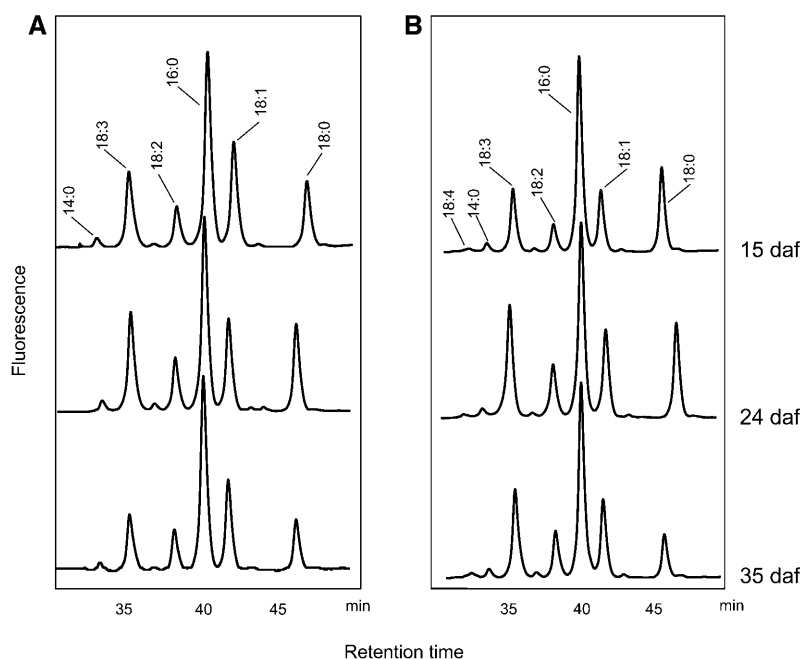 A
B
16:0
18:1
18:3
18:2
18:0
14:0
16:0
18:3
18:2
18:1
18:0
18:4
14:0
15 daf
Fluorescence
24 daf
35 daf
35 40 45 min
35 40 45 min
Retention time